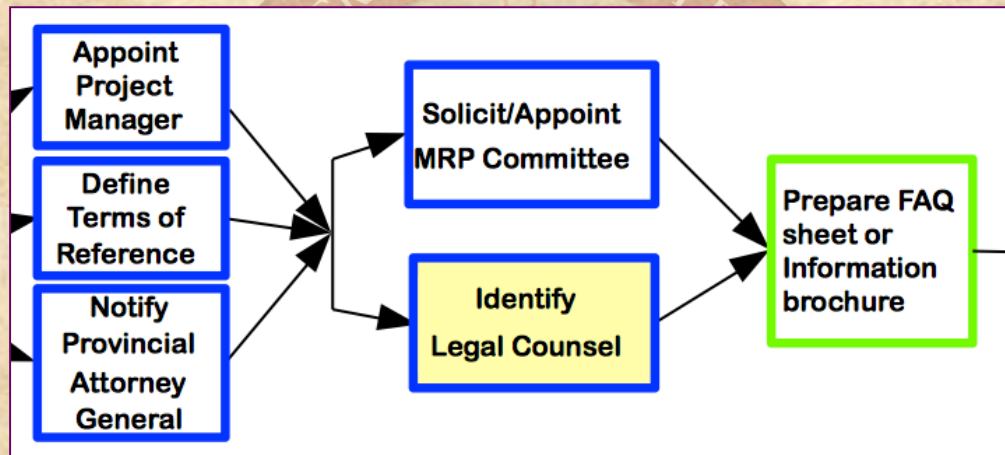 Appoint
Project
Manager
Define
Terms of
Reference
Notify
Provincial
Attorney
General
Solicit/Appoint
MRP Committee
Identify
Legal Counsel
Prepare FAQ
sheet or
Information
brochure